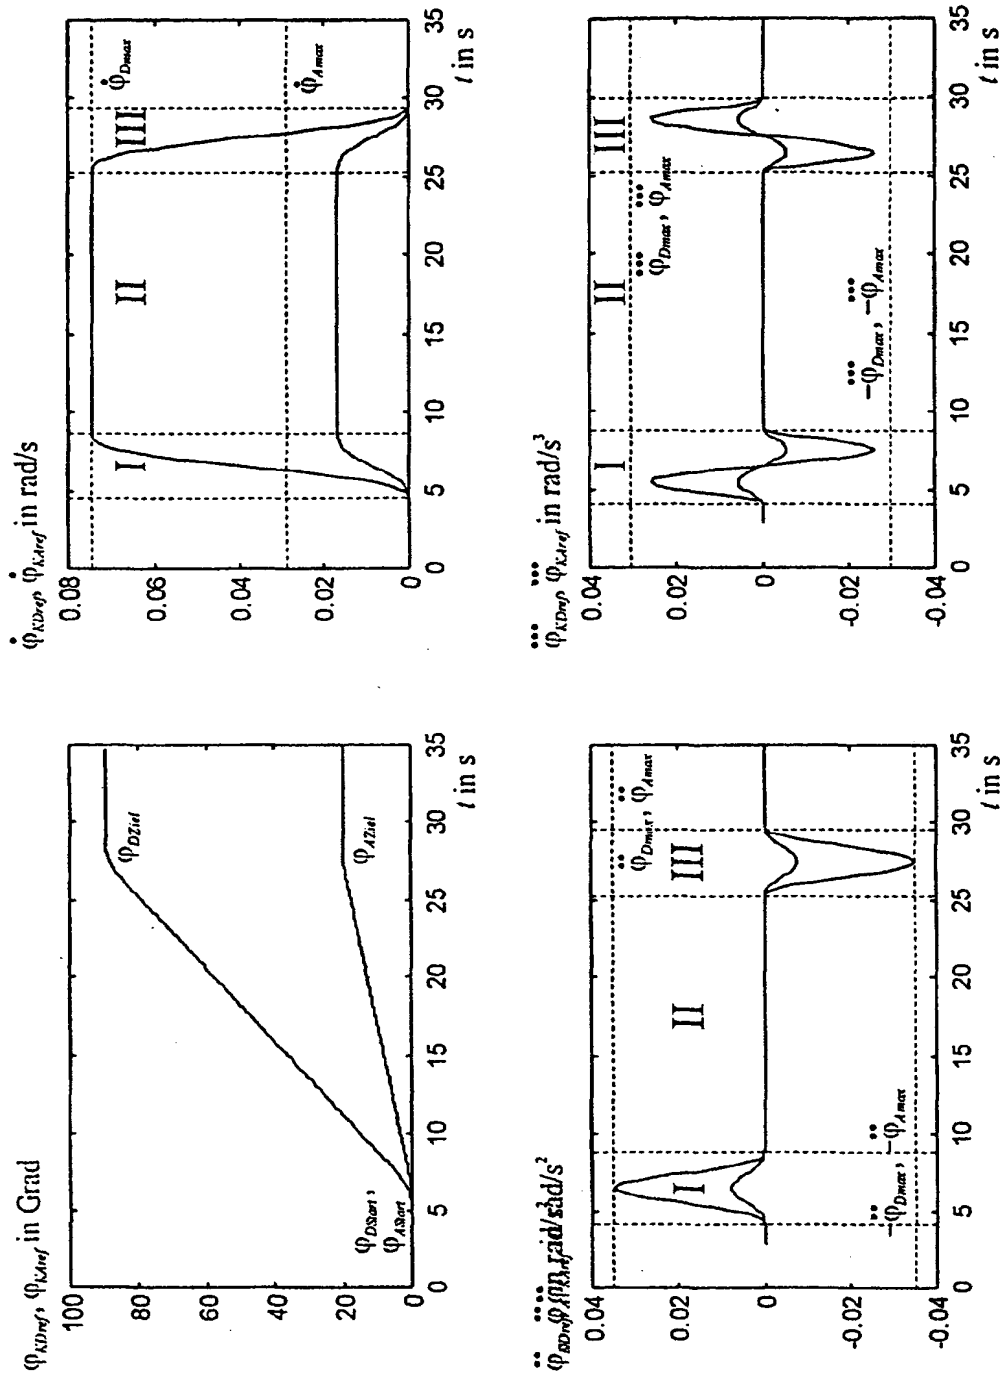 φKDref, φKAref in Grad
100
80
60
40
20
0
φDZiel
φAZiel
φDStart,
φAStart
0 5 10 15 20 25 30 35
t in s
φ̇KDref, φ̇KAref in rad/s
0.08
0.06
0.04
0.02
0
I II III
φ̇Dmax
φ̇Amax
0 5 10 15 20 25 30 35
t in s
rad/s²
0.04
0.02
0
-0.02
-0.04
I II III
φ̈Dmax, φ̈Amax
-φ̈Dmax, -φ̈Amax
0 5 10 15 20 25 30 35
t in s
φ⃛KDref, φ⃛KAref in rad/s³
0.04
0.02
0
-0.02
-0.04
I II III
φ⃛Dmax, φ⃛Amax
-φ⃛Dmax, -φ⃛Amax
0 5 10 15 20 25 30 35
t in s